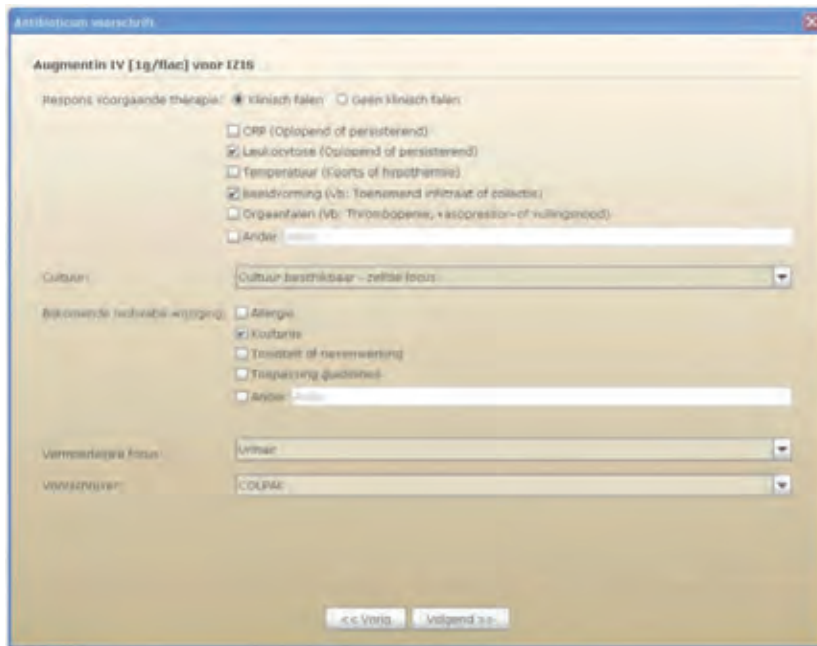 Antibioticum voorschrift
Augmentin IV [1g/flac] voor IZ16
Respons voorgaande therapie: Klinisch falen Geen klinisch falen
CRP (Oplopend of persisterend)
Leukocytose (Oplopend of persisterend)
Temperatuur (Koorts of hypothermie)
Beeldvorming (Vb: Toenemend infiltraat of collectie)
Orgaanfalen (Vb: Thrombopenie, vasopressor- of vullingsnood)
Ander
Cultuur: Cultuur beschikbaar - zelfde focus
Bijkomende motivatie wijziging: Allergie
Kostprijs
Toxiciteit of nevenwerking
Toepassing guidelines
Ander
Vermoedelijke focus: Urinair
Voorschrijver: COLPAE
<< Vorig Volgend >>